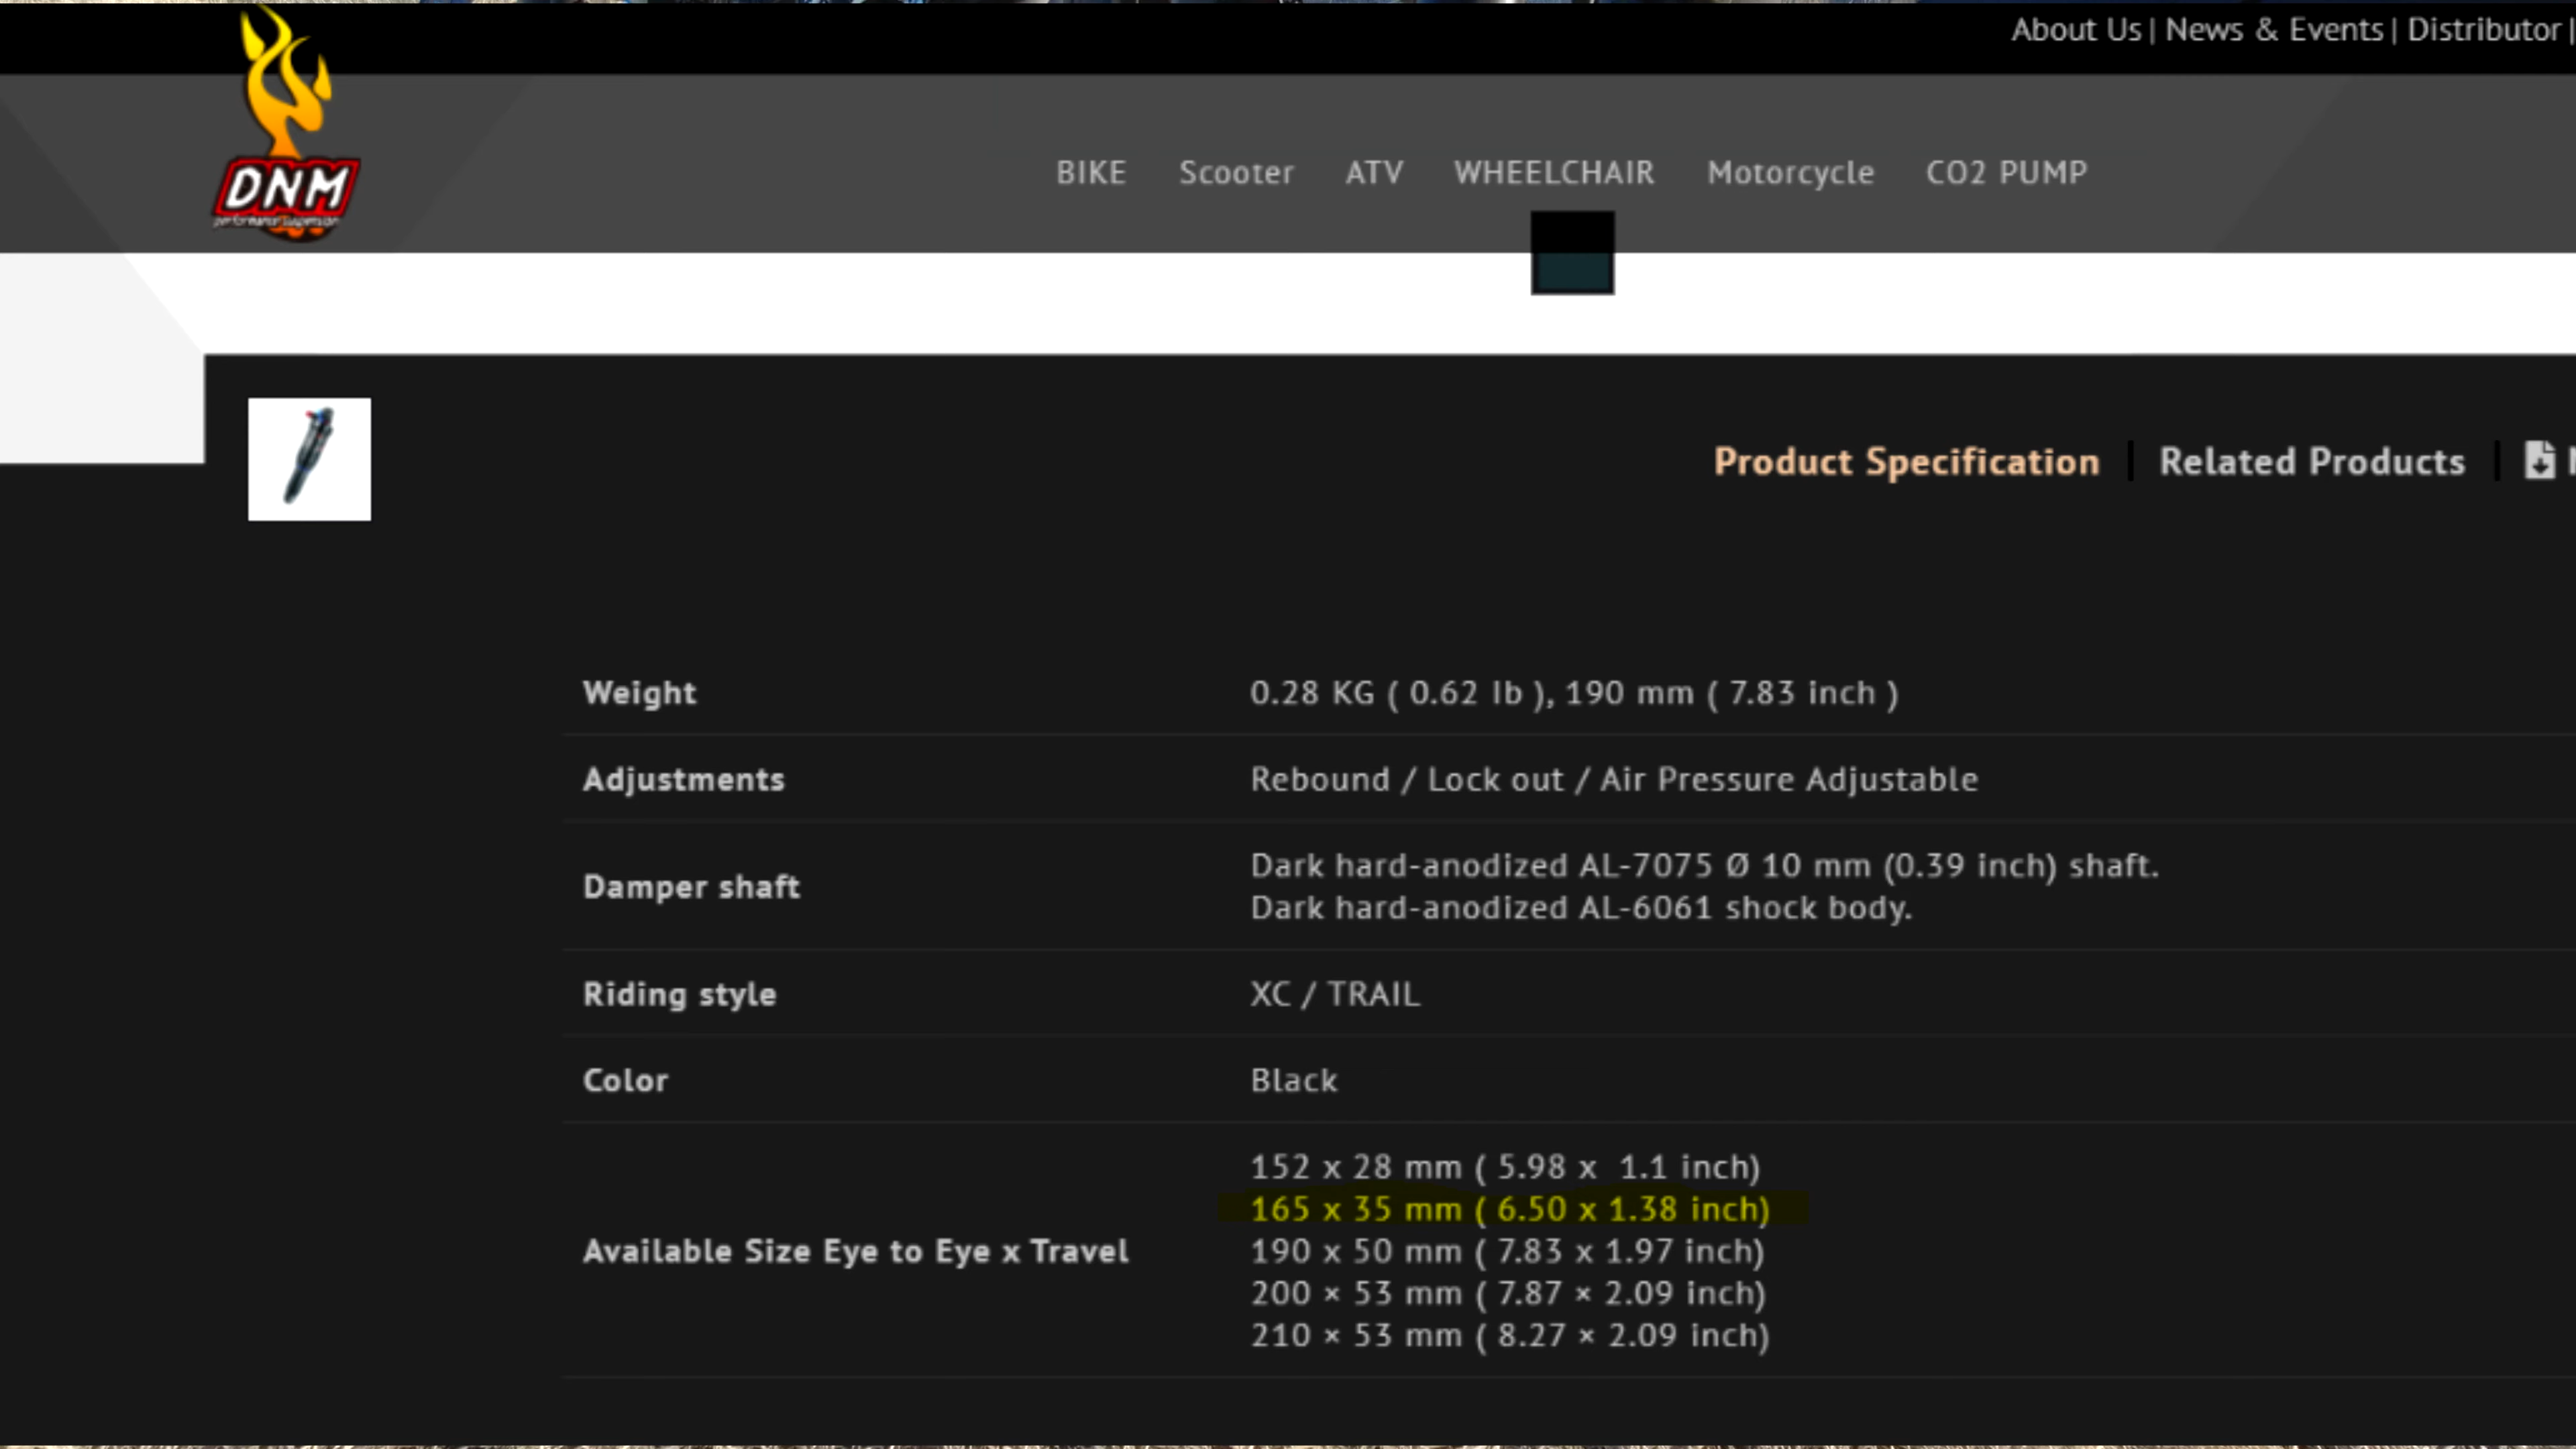 About Us | News & Events | Distributor |
DNM
BIKE Scooter ATV WHEELCHAIR Motorcycle CO2 PUMP
Product Specification | Related Products |
Weight 0.28 KG ( 0.62 lb ), 190 mm ( 7.83 inch )
Adjustments Rebound / Lock out / Air Pressure Adjustable
Damper shaft Dark hard-anodized AL-7075 Ø 10 mm (0.39 inch) shaft.
Dark hard-anodized AL-6061 shock body.
Riding style XC / TRAIL
Color Black
Available Size Eye to Eye x Travel
152 x 28 mm ( 5.98 x 1.1 inch)
165 x 35 mm ( 6.50 x 1.38 inch)
190 x 50 mm ( 7.83 x 1.97 inch)
200 × 53 mm ( 7.87 × 2.09 inch)
210 × 53 mm ( 8.27 × 2.09 inch)